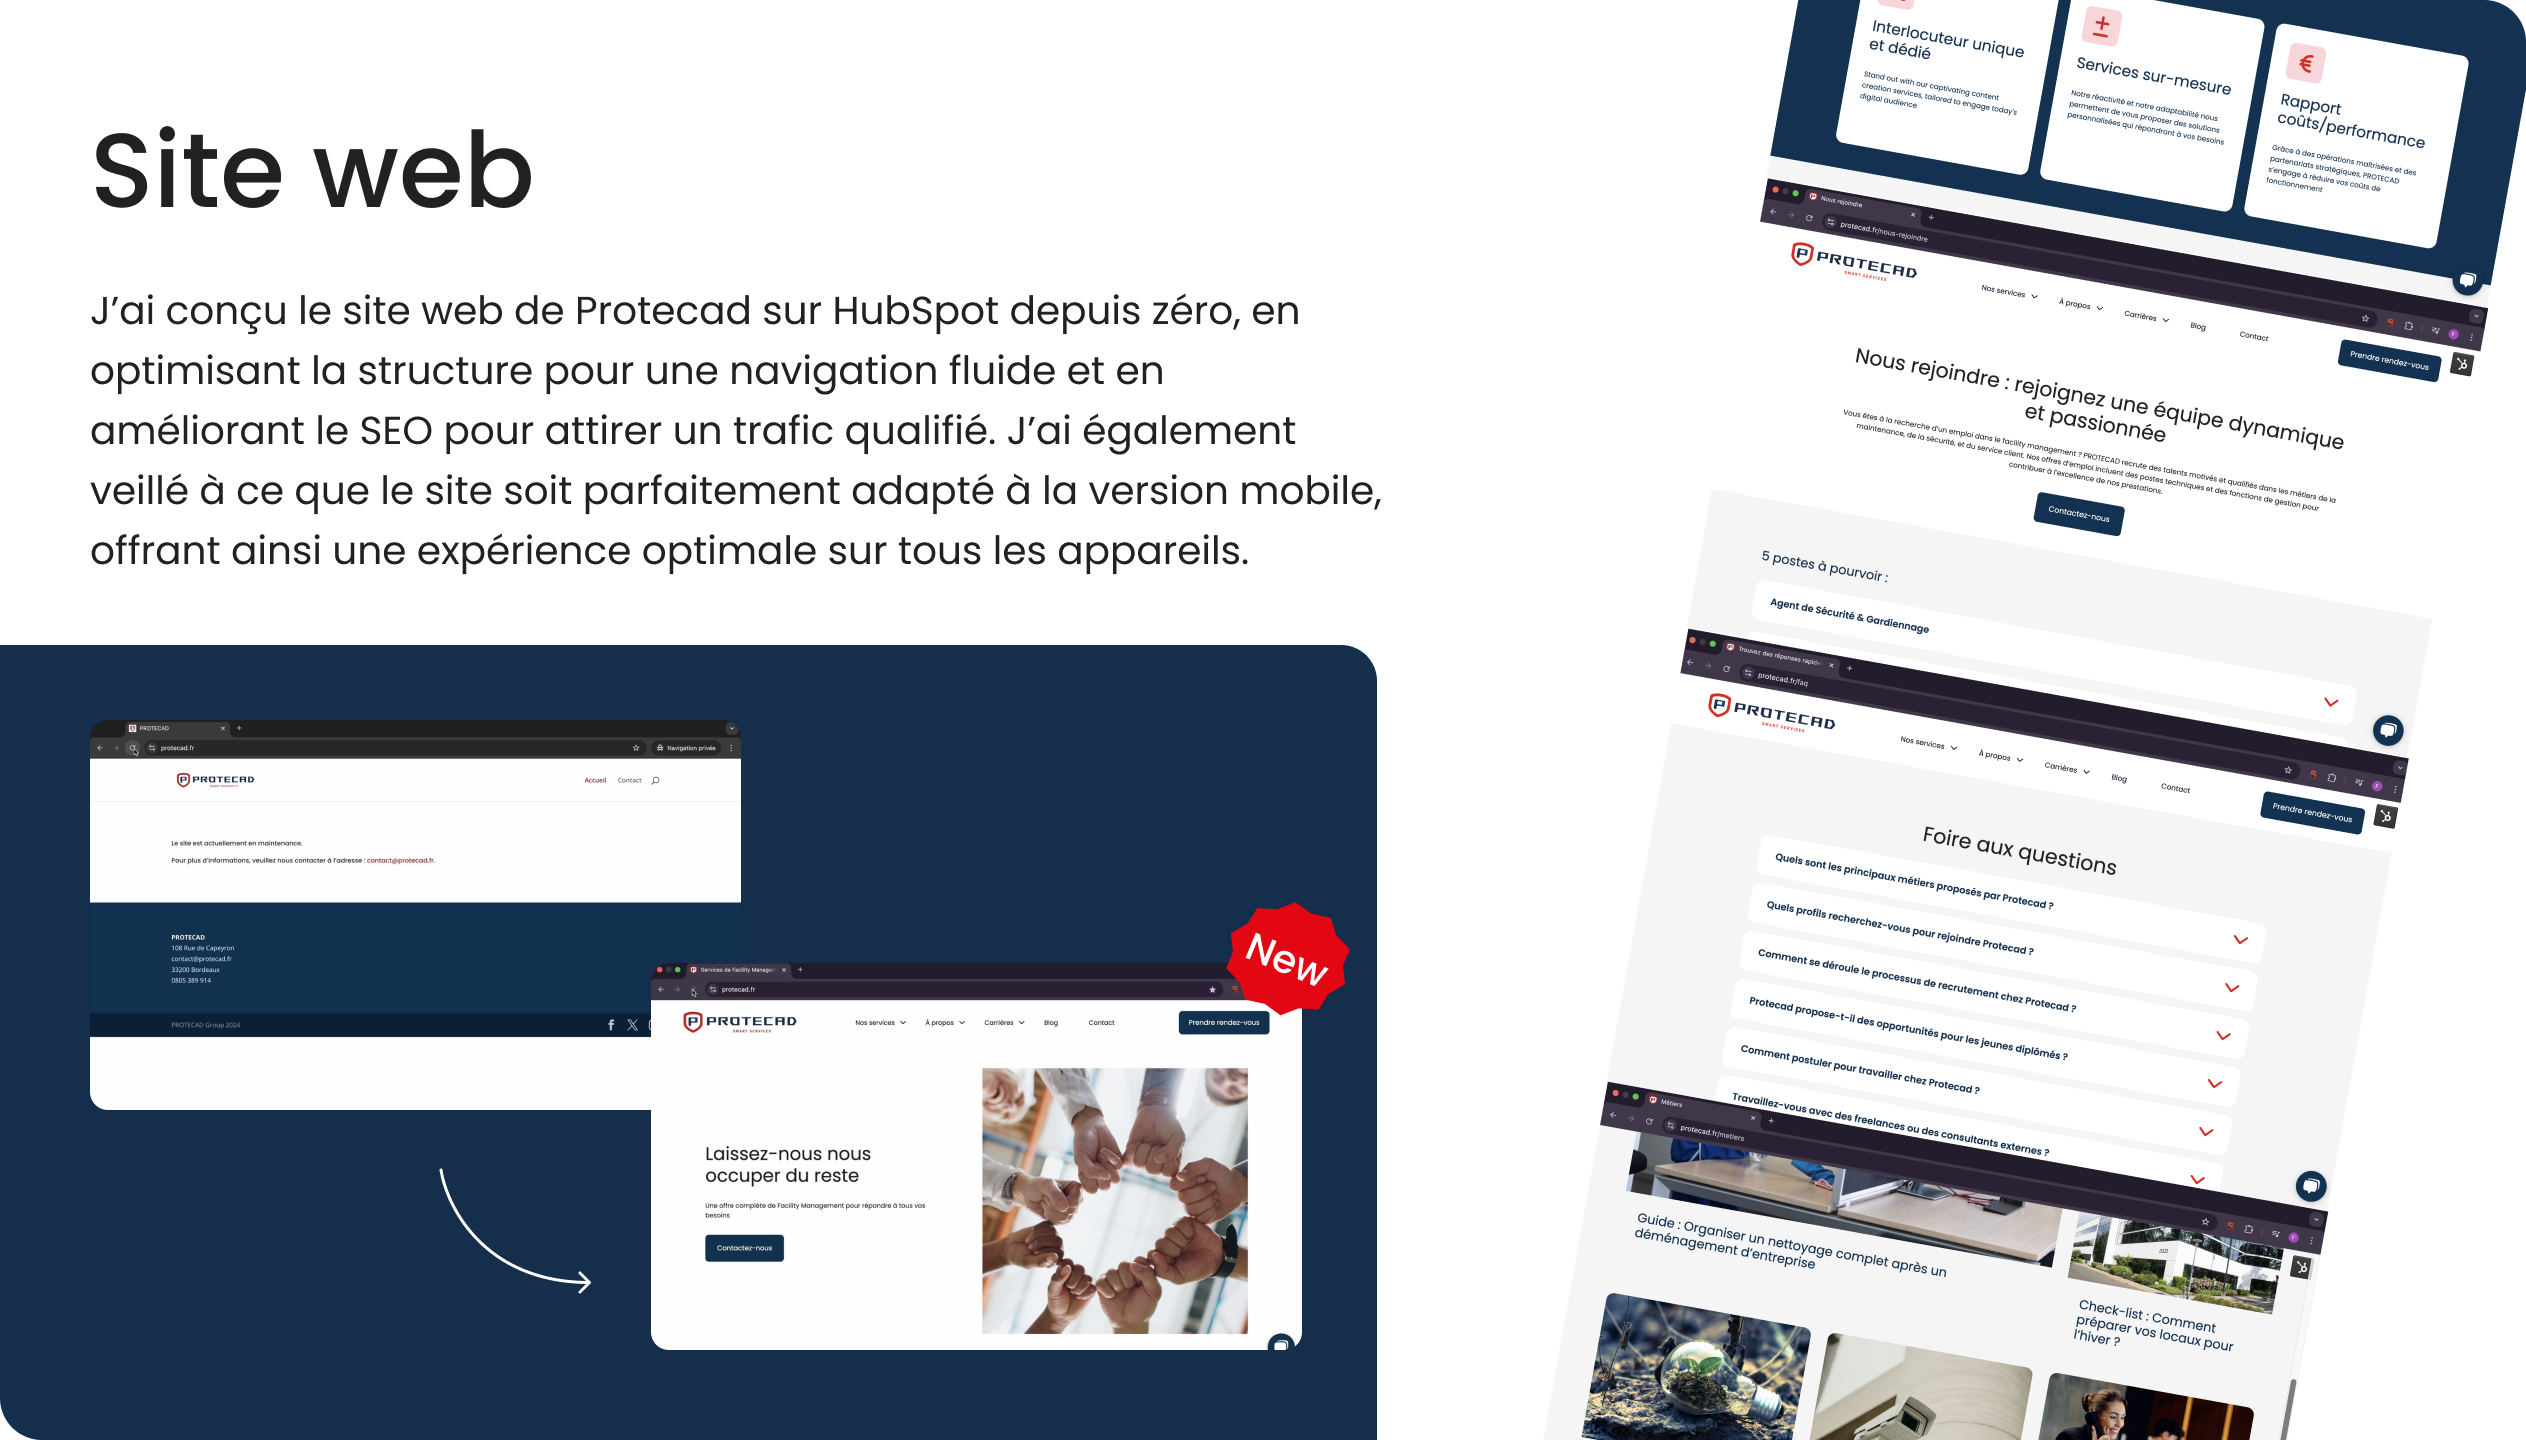 Site web
J’ai conçu le site web de Protecad sur HubSpot depuis zéro, en
optimisant la structure pour une navigation fluide et en
améliorant le SEO pour attirer un trafic qualifié. J’ai également
veillé à ce que le site soit parfaitement adapté à la version mobile,
offrant ainsi une expérience optimale sur tous les appareils.
PROTECAD
protecad.fr
Navigation privée
PROTECAD
SMART SECURITY
Accueil
Contact
Le site est actuellement en maintenance.
Pour plus d'informations, veuillez nous contacter à l'adresse : contact@protecad.fr.
PROTECAD
108 Rue de Capeyron
contact@protecad.fr
33200 Bordeaux
0805 389 914
PROTECAD Group 2024
New
Services de Facility Manager
protecad.fr
PROTECAD
SMART SERVICES
Nos services
À propos
Carrières
Blog
Contact
Prendre rendez-vous
Laissez-nous nous
occuper du reste
Une offre complète de Facility Management pour répondre à tous vos
besoins
Contactez-nous
Interlocuteur unique
et dédié
Stand out with our captivating content
creation services, tailored to engage today's
digital audience
Services sur-mesure
Notre réactivité et notre adaptabilité nous
permettent de vous proposer des solutions
personnalisées qui répondront à vos besoins
Rapport
coûts/performance
Grâce à des opérations maîtrisées et des
partenariats stratégiques, PROTECAD
s'engage à réduire vos coûts de
fonctionnement
Nous rejoindre
protecad.fr/nous-rejoindre
PROTECAD
SMART SERVICES
Nos services
À propos
Carrières
Blog
Contact
Prendre rendez-vous
Nous rejoindre : rejoignez une équipe dynamique
et passionnée
Vous êtes à la recherche d'un emploi dans le facility management ? PROTECAD recrute des talents motivés et qualifiés dans les métiers de la
maintenance, de la sécurité, et du service client. Nos offres d'emploi incluent des postes techniques et des fonctions de gestion pour
contribuer à l'excellence de nos prestations.
Contactez-nous
5 postes à pourvoir :
Agent de Sécurité & Gardiennage
Trouvez des réponses rapide
protecad.fr/faq
PROTECAD
SMART SERVICES
Nos services
À propos
Carrières
Blog
Contact
Prendre rendez-vous
Foire aux questions
Quels sont les principaux métiers proposés par Protecad ?
Quels profils recherchez-vous pour rejoindre Protecad ?
Comment se déroule le processus de recrutement chez Protecad ?
Protecad propose-t-il des opportunités pour les jeunes diplômés ?
Comment postuler pour travailler chez Protecad ?
Travaillez-vous avec des freelances ou des consultants externes ?
Métiers
protecad.fr/metiers
Guide : Organiser un nettoyage complet après un
déménagement d’entreprise
Check-list : Comment
préparer vos locaux pour
l’hiver ?